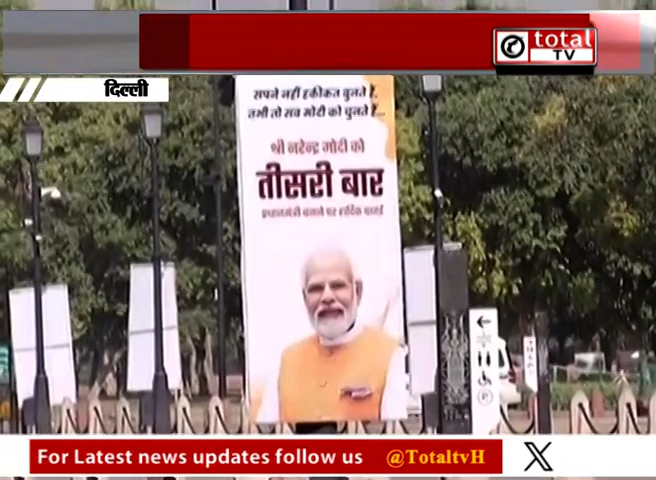 total
TV
दिल्ली
सपने नहीं हकीकत बुनते हैं,
तभी तो सब मोदी को चुनते हैं...
श्री नरेन्द्र मोदी को
तीसरी बार
प्रधानमंत्री बनने पर हार्दिक बधाई
For Latest news updates follow us @TotaltvH